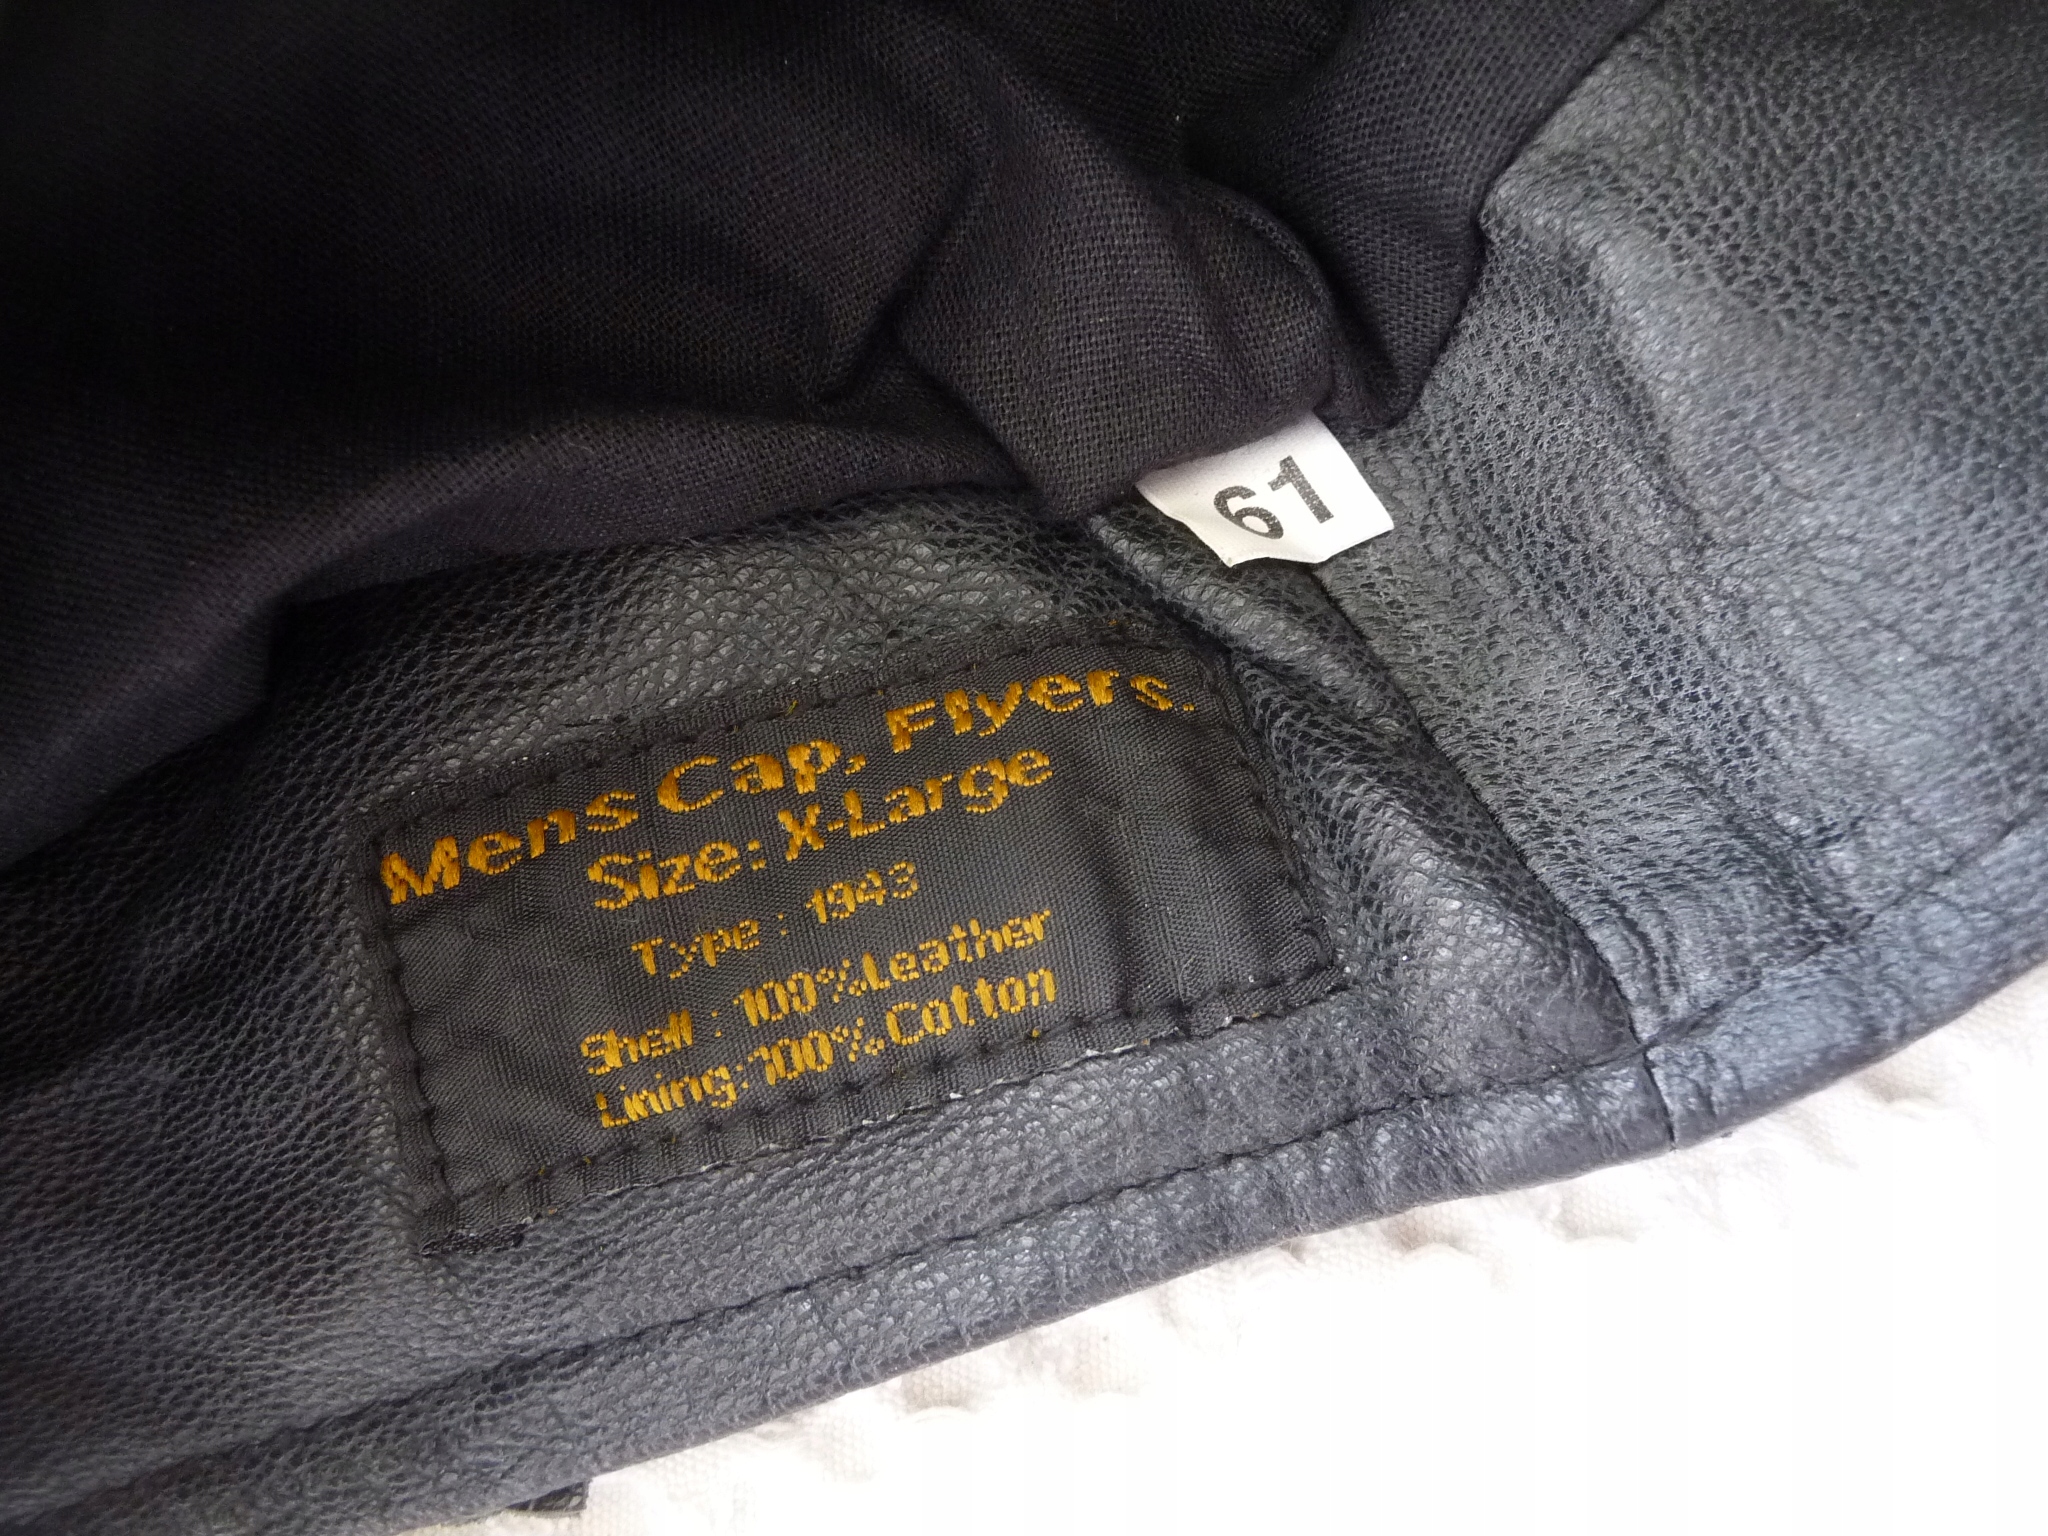 61
Mens Cap, Flyers.
Size: X-Large
Type : 1943
Shell : 100%Leather
Lining:100%Cotton